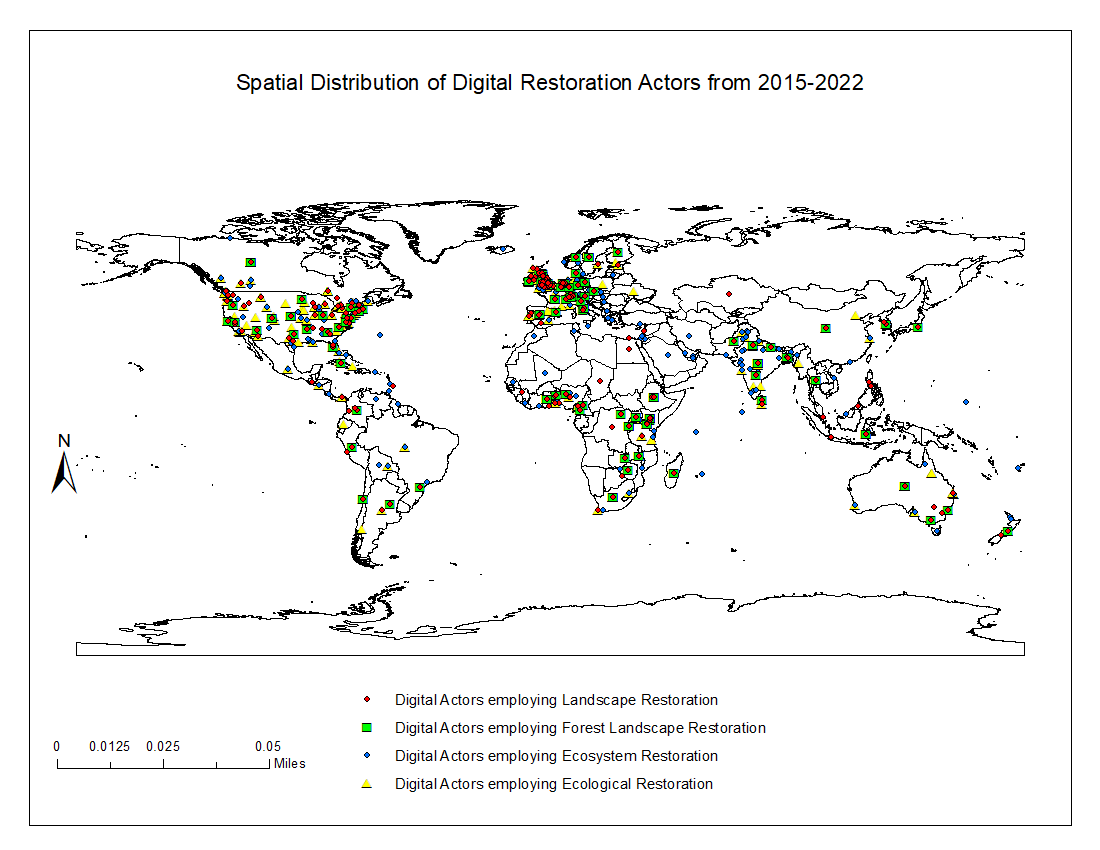 Spatial Distribution of Digital Restoration Actors from 2015-2022
N
Digital Actors employing Landscape Restoration
Digital Actors employing Forest Landscape Restoration
Digital Actors employing Ecosystem Restoration
Digital Actors employing Ecological Restoration
0 0.0125 0.025 0.05
Miles